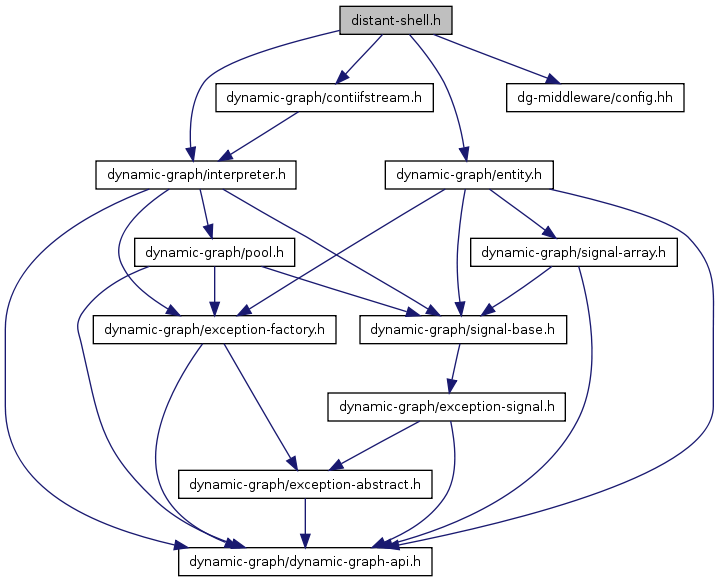 distant-shell.h
dynamic-graph/contiifstream.h
dg-middleware/config.hh
dynamic-graph/interpreter.h
dynamic-graph/entity.h
dynamic-graph/pool.h
dynamic-graph/signal-array.h
dynamic-graph/exception-factory.h
dynamic-graph/signal-base.h
dynamic-graph/exception-signal.h
dynamic-graph/exception-abstract.h
dynamic-graph/dynamic-graph-api.h